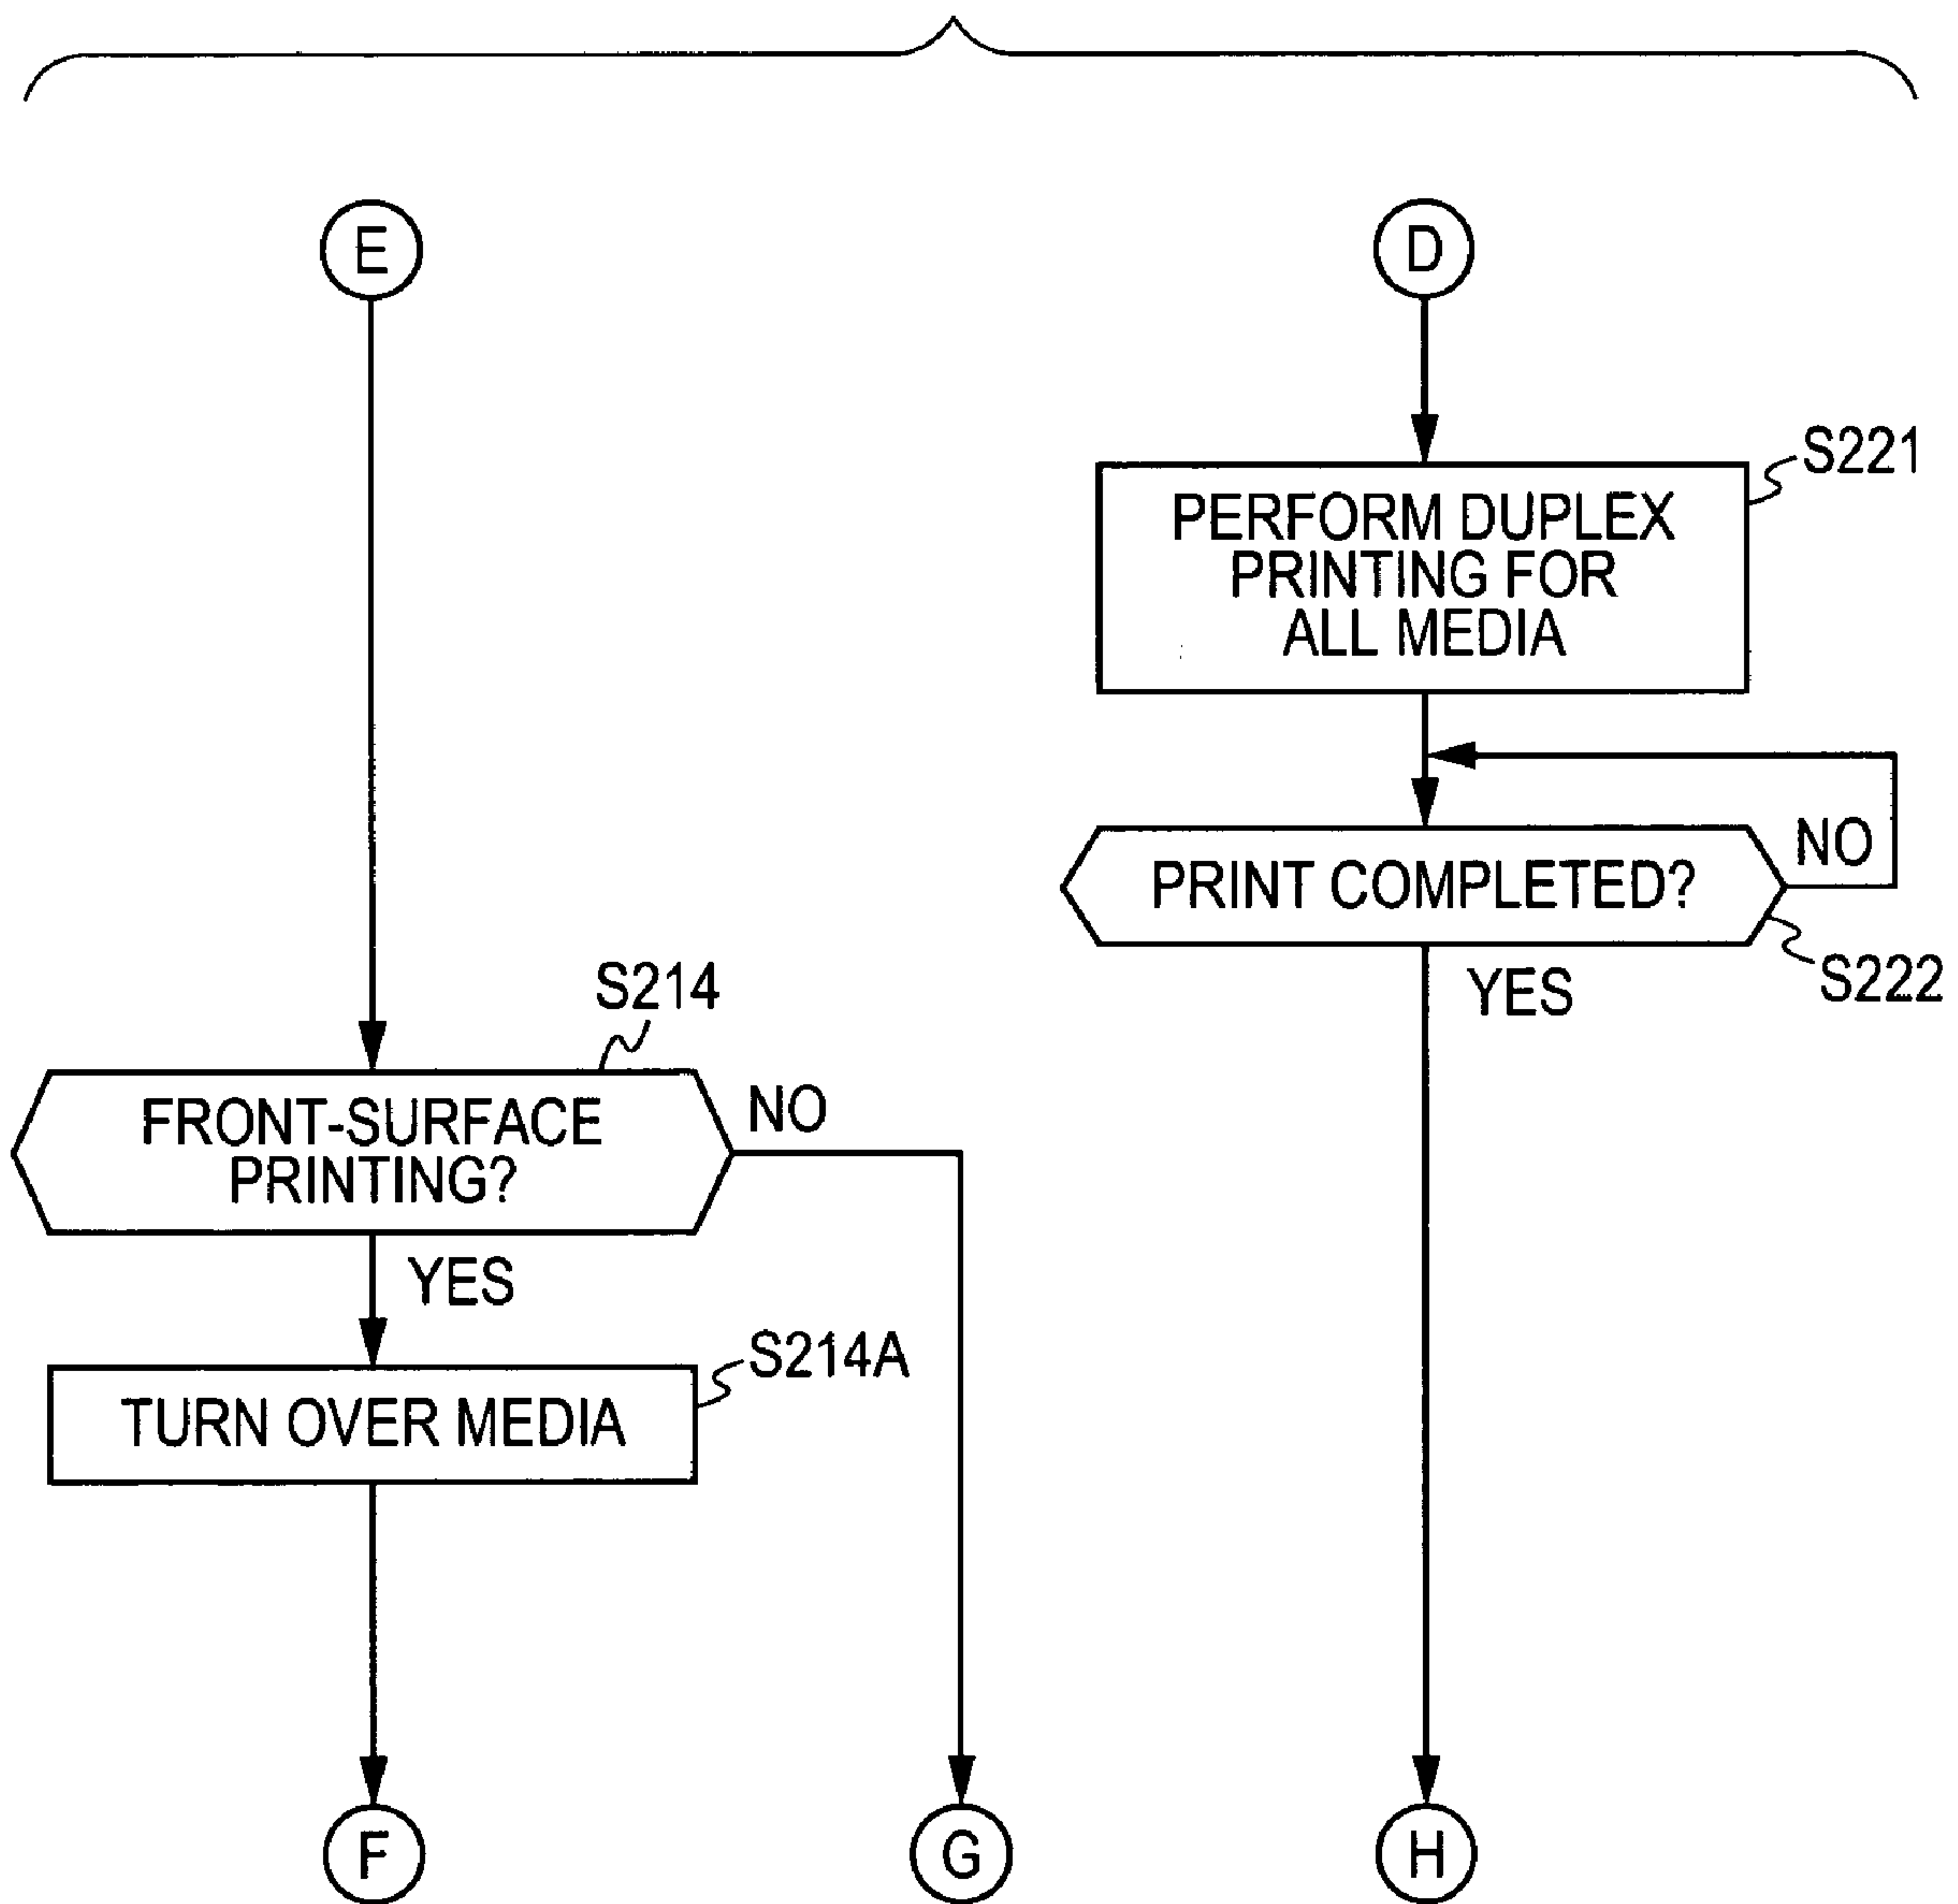 E
D
S221
PERFORM DUPLEX
PRINTING FOR
ALL MEDIA
NO
PRINT COMPLETED?
S222
YES
S214
FRONT-SURFACE
PRINTING?
NO
YES
S214A
TURN OVER MEDIA
F
G
H